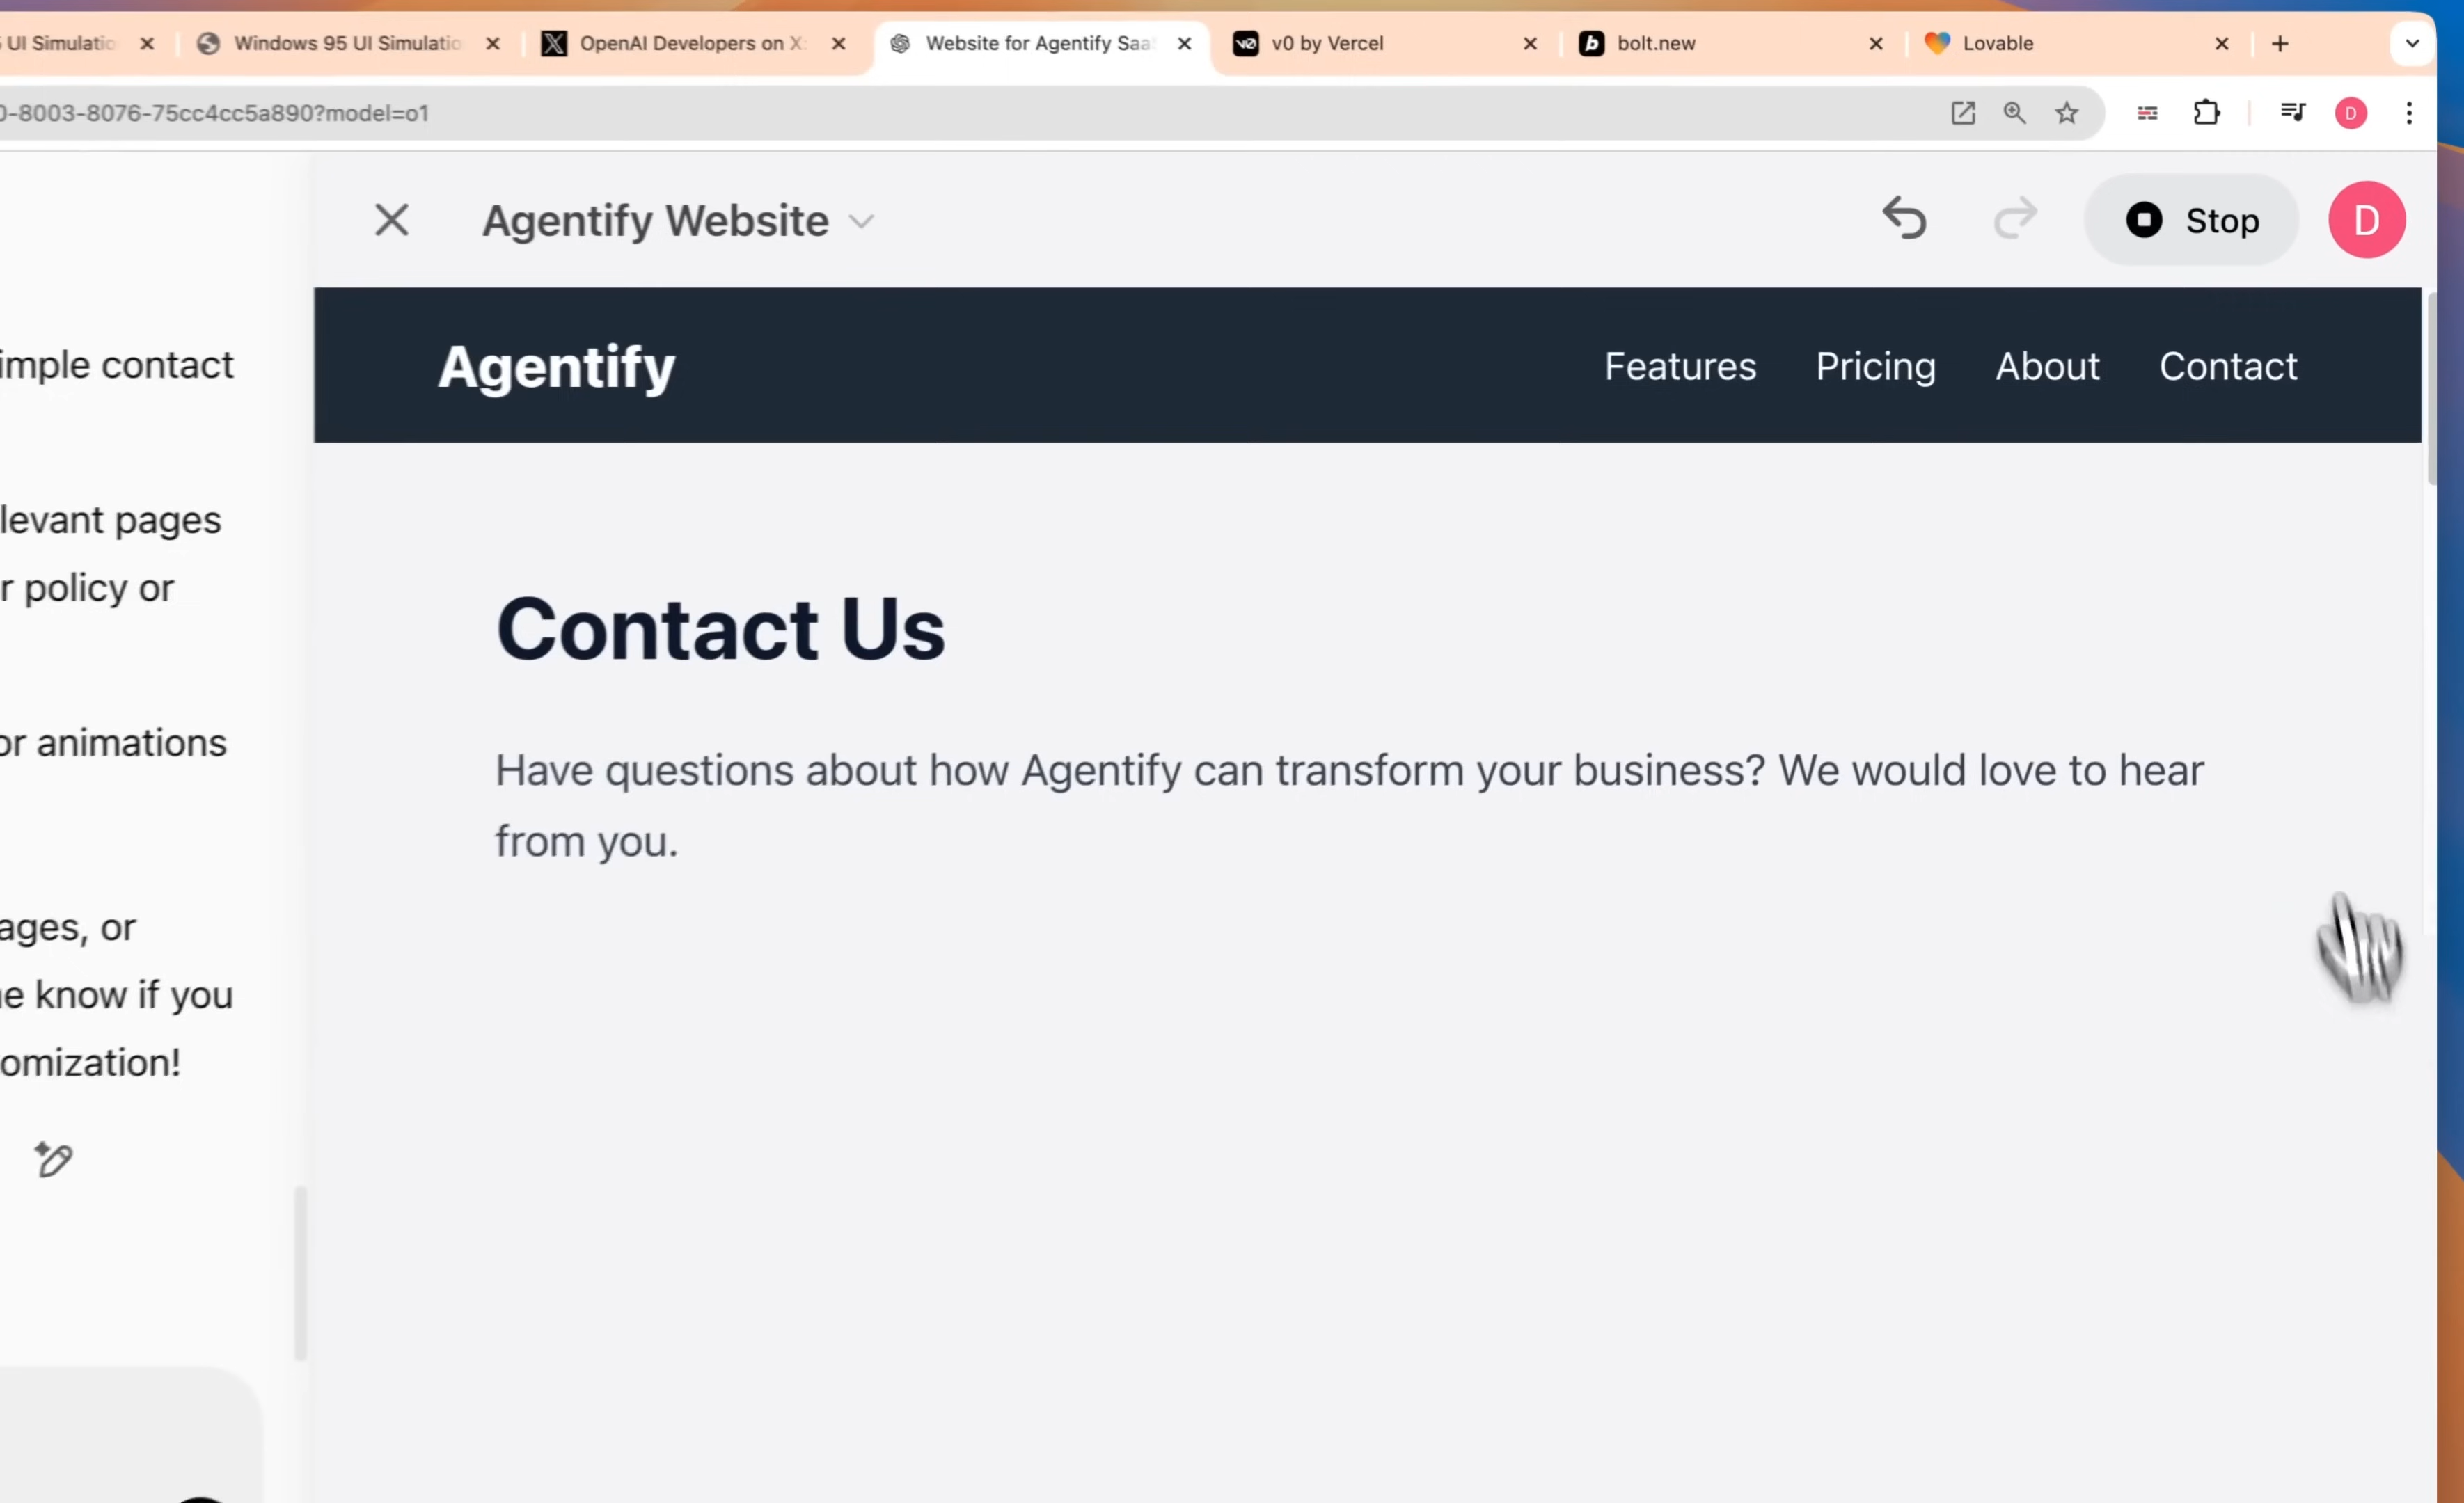 UI Simulatio
Windows 95 UI Simulatio
OpenAI Developers on X:
Website for Agentify Saa
v0 by Vercel
bolt.new
Lovable
0-8003-8076-75cc4cc5a890?model=o1
D
Agentify Website
Stop
D
Agentify
Features
Pricing
About
Contact
imple contact
levant pages
r policy or
or animations
ages, or
e know if you
omization!
Contact Us
Have questions about how Agentify can transform your business? We would love to hear
from you.